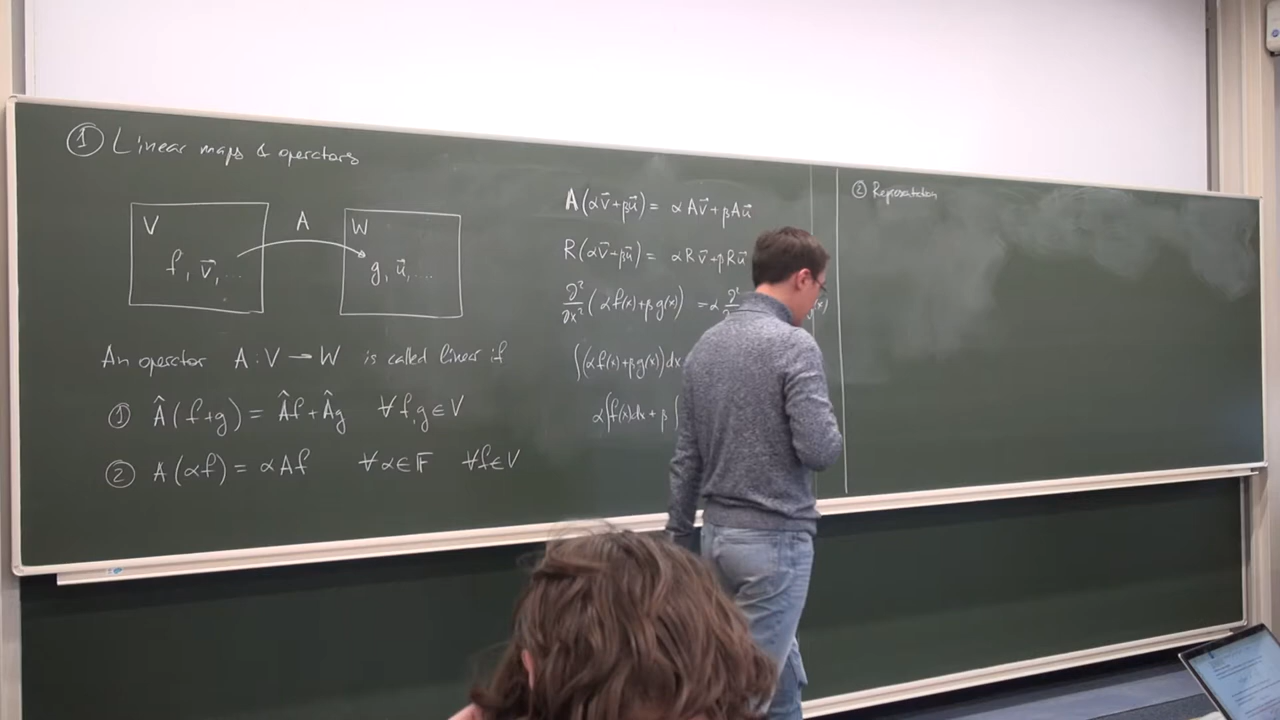 ① Linear maps & operators
V A W
f, v⃗, ... g, u⃗, ...
An operator A : V → W is called linear if
① Â(f+g) = Âf + Âg ∀f,g ∈ V
② A(αf) = αAf ∀α∈𝔽 ∀f∈V
A(αv⃗+βu⃗) = αAv⃗+βAu⃗
R(αv⃗+βu⃗) = αRv⃗+βRu⃗
∂²/∂x² (αf(x)+βg(x)) = α ∂²
∫(αf(x)+βg(x))dx
α∫f(x)dx + β∫
② Representation